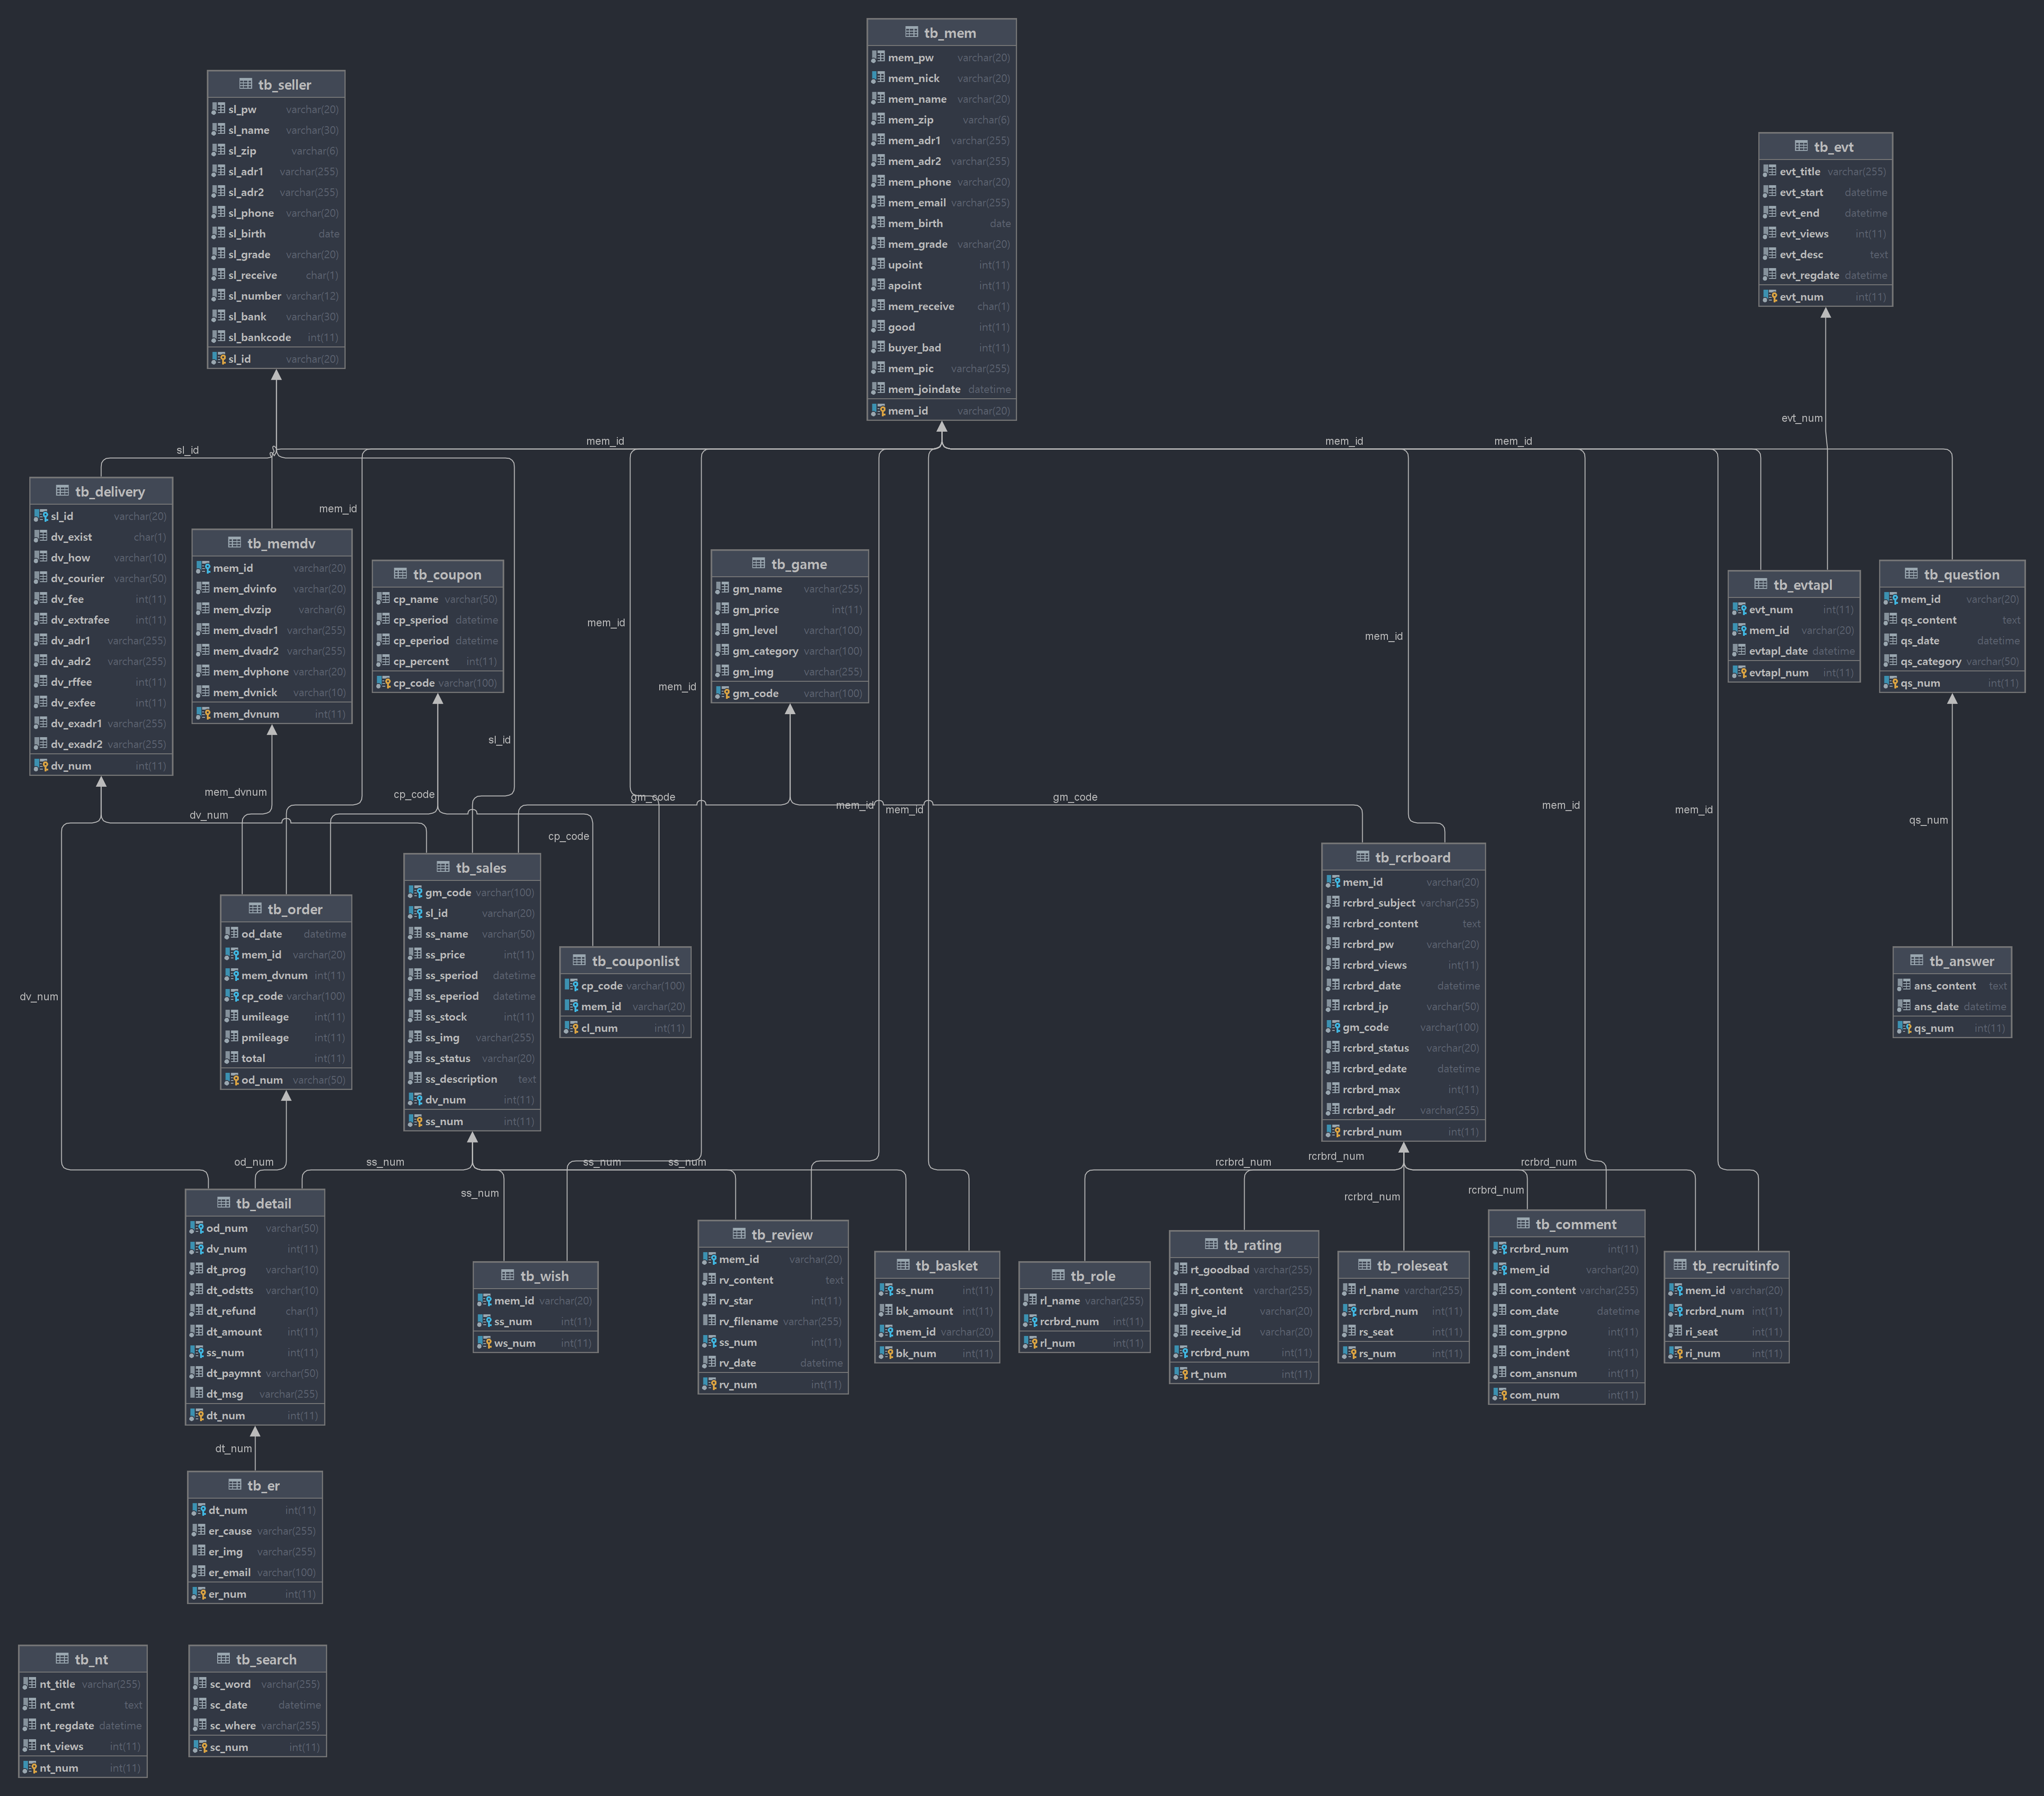 tb_mem
mem_pw varchar(20)
mem_nick varchar(20)
mem_name varchar(20)
mem_zip varchar(6)
mem_adr1 varchar(255)
mem_adr2 varchar(255)
mem_phone varchar(20)
mem_email varchar(255)
mem_birth date
mem_grade varchar(20)
upoint int(11)
apoint int(11)
mem_receive char(1)
good int(11)
buyer_bad int(11)
mem_pic varchar(255)
mem_joindate datetime
mem_id varchar(20)
tb_seller
sl_pw varchar(20)
sl_name varchar(30)
sl_zip varchar(6)
sl_adr1 varchar(255)
sl_adr2 varchar(255)
sl_phone varchar(20)
sl_birth date
sl_grade varchar(20)
sl_receive char(1)
sl_number varchar(12)
sl_bank varchar(30)
sl_bankcode int(11)
sl_id varchar(20)
tb_evt
evt_title varchar(255)
evt_start datetime
evt_end datetime
evt_views int(11)
evt_desc text
evt_regdate datetime
evt_num int(11)
evt_num
mem_id
mem_id
mem_id
sl_id
mem_id
tb_delivery
sl_id varchar(20)
dv_exist char(1)
dv_how varchar(10)
dv_courier varchar(50)
dv_fee int(11)
dv_extrafee int(11)
dv_adr1 varchar(255)
dv_adr2 varchar(255)
dv_rffee int(11)
dv_exfee int(11)
dv_exadr1 varchar(255)
dv_exadr2 varchar(255)
dv_num int(11)
tb_memdv
mem_id varchar(20)
mem_dvinfo varchar(20)
mem_dvzip varchar(6)
mem_dvadr1 varchar(255)
mem_dvadr2 varchar(255)
mem_dvphone varchar(20)
mem_dvnick varchar(10)
mem_dvnum int(11)
tb_coupon
cp_name varchar(50)
cp_speriod datetime
cp_eperiod datetime
cp_percent int(11)
cp_code varchar(100)
tb_game
gm_name varchar(255)
gm_price int(11)
gm_level varchar(100)
gm_category varchar(100)
gm_img varchar(255)
gm_code varchar(100)
tb_evtapl
evt_num int(11)
mem_id varchar(20)
evtapl_date datetime
evtapl_num int(11)
tb_question
mem_id varchar(20)
qs_content text
qs_date datetime
qs_category varchar(50)
qs_num int(11)
mem_id
mem_id
mem_id
sl_id
mem_dvnum
cp_code
gm_code
mem_id
mem_id
gm_code
mem_id
mem_id
dv_num
cp_code
qs_num
tb_sales
gm_code varchar(100)
sl_id varchar(20)
ss_name varchar(50)
ss_price int(11)
ss_speriod datetime
ss_eperiod datetime
ss_stock int(11)
ss_img varchar(255)
ss_status varchar(20)
ss_description text
dv_num int(11)
ss_num int(11)
tb_rcrboard
mem_id varchar(20)
rcrbrd_subject varchar(255)
rcrbrd_content text
rcrbrd_pw varchar(20)
rcrbrd_views int(11)
rcrbrd_date datetime
rcrbrd_ip varchar(50)
gm_code varchar(100)
rcrbrd_status varchar(20)
rcrbrd_edate datetime
rcrbrd_max int(11)
rcrbrd_adr varchar(255)
rcrbrd_num int(11)
tb_order
od_date datetime
mem_id varchar(20)
mem_dvnum int(11)
cp_code varchar(100)
umileage int(11)
pmileage int(11)
total int(11)
od_num varchar(50)
tb_couponlist
cp_code varchar(100)
mem_id varchar(20)
cl_num int(11)
tb_answer
ans_content text
ans_date datetime
qs_num int(11)
dv_num
od_num
ss_num
ss_num
ss_num
ss_num
rcrbrd_num
rcrbrd_num
rcrbrd_num
rcrbrd_num
rcrbrd_num
tb_detail
od_num varchar(50)
dv_num int(11)
dt_prog varchar(10)
dt_odstts varchar(10)
dt_refund char(1)
dt_amount int(11)
ss_num int(11)
dt_paymnt varchar(50)
dt_msg varchar(255)
dt_num int(11)
tb_wish
mem_id varchar(20)
ss_num int(11)
ws_num int(11)
tb_review
mem_id varchar(20)
rv_content text
rv_star int(11)
rv_filename varchar(255)
ss_num int(11)
rv_date datetime
rv_num int(11)
tb_basket
ss_num int(11)
bk_amount int(11)
mem_id varchar(20)
bk_num int(11)
tb_role
rl_name varchar(255)
rcrbrd_num int(11)
rl_num int(11)
tb_rating
rt_goodbad varchar(255)
rt_content varchar(255)
give_id varchar(20)
receive_id varchar(20)
rcrbrd_num int(11)
rt_num int(11)
tb_roleseat
rl_name varchar(255)
rcrbrd_num int(11)
rs_seat int(11)
rs_num int(11)
tb_comment
rcrbrd_num int(11)
mem_id varchar(20)
com_content varchar(255)
com_date datetime
com_grpno int(11)
com_indent int(11)
com_ansnum int(11)
com_num int(11)
tb_recruitinfo
mem_id varchar(20)
rcrbrd_num int(11)
ri_seat int(11)
ri_num int(11)
dt_num
tb_er
dt_num int(11)
er_cause varchar(255)
er_img varchar(255)
er_email varchar(100)
er_num int(11)
tb_nt
nt_title varchar(255)
nt_cmt text
nt_regdate datetime
nt_views int(11)
nt_num int(11)
tb_search
sc_word varchar(255)
sc_date datetime
sc_where varchar(255)
sc_num int(11)